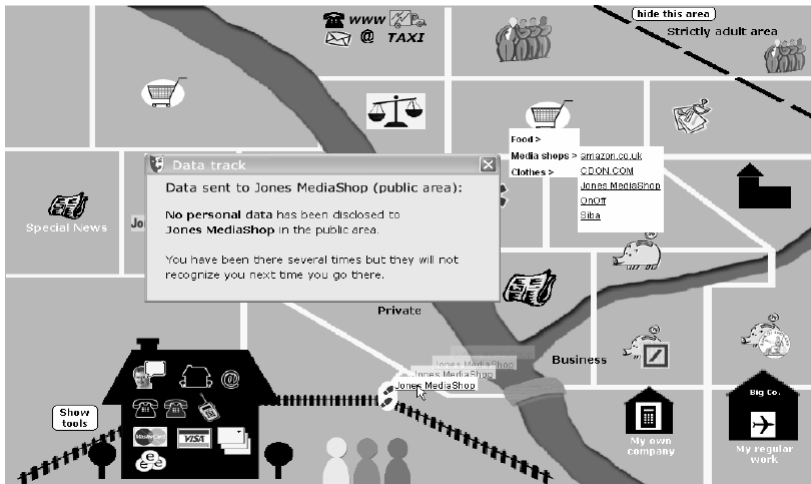 www
@ TAXI
hide this area
Strictly adult area
Food >
Media shops >
Clothes >
amazon.co.uk
CDON.COM
Jones MediaShop
OnOff
Siba
Data track
Data sent to Jones MediaShop (public area):
No personal data has been disclosed to
Jones MediaShop in the public area.
You have been there several times but they will not
recognize you next time you go there.
Special News
Jo
Private
Business
Jones MediaShop
Jones MediaShop
Jones MediaShop
Show
tools
@
MasterCard
VISA
e
e e
My own
company
Big Co.
My regular
work